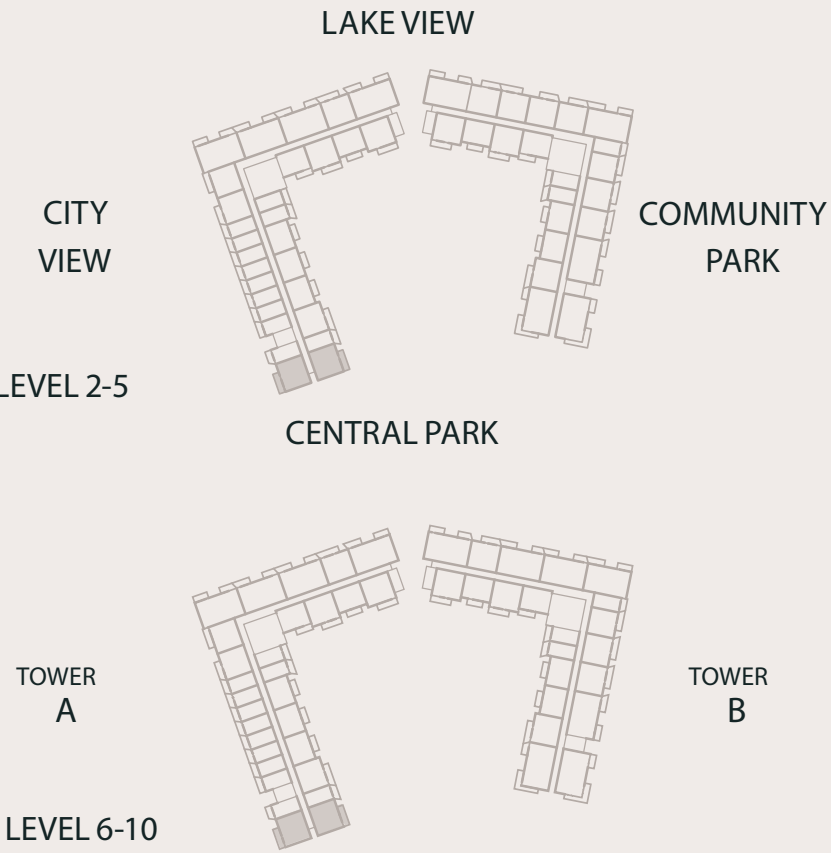 LAKE VIEW
CITY
VIEW
COMMUNITY
PARK
LEVEL 2-5
CENTRAL PARK
TOWER
A
TOWER
B
LEVEL 6-10